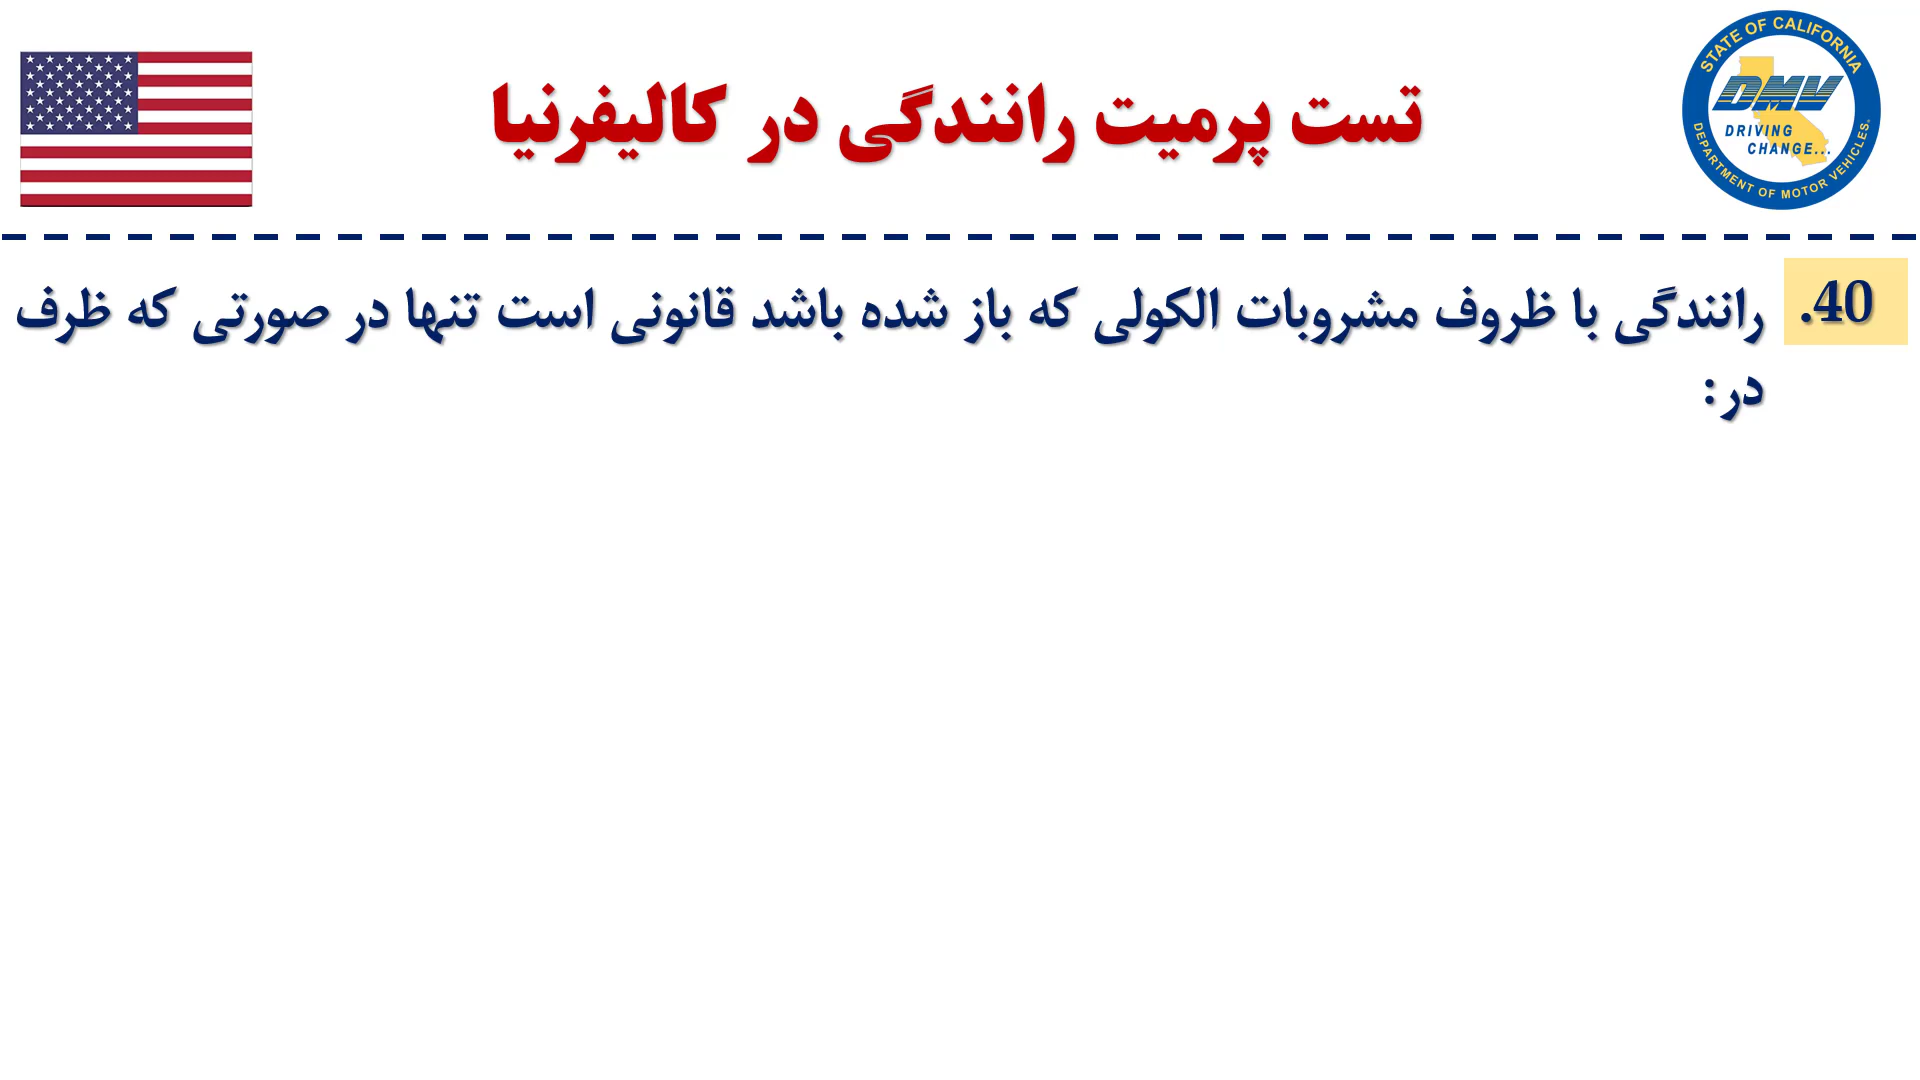 STATE OF CALIFORNIA
DMV
DRIVING
CHANGE...
DEPARTMENT OF MOTOR VEHICLES
تست پرمیت رانندگی در کالیفرنیا
40. رانندگی با ظروف مشروبات الکولی که باز شده باشد قانونی است تنها در صورتی که ظرف
در: